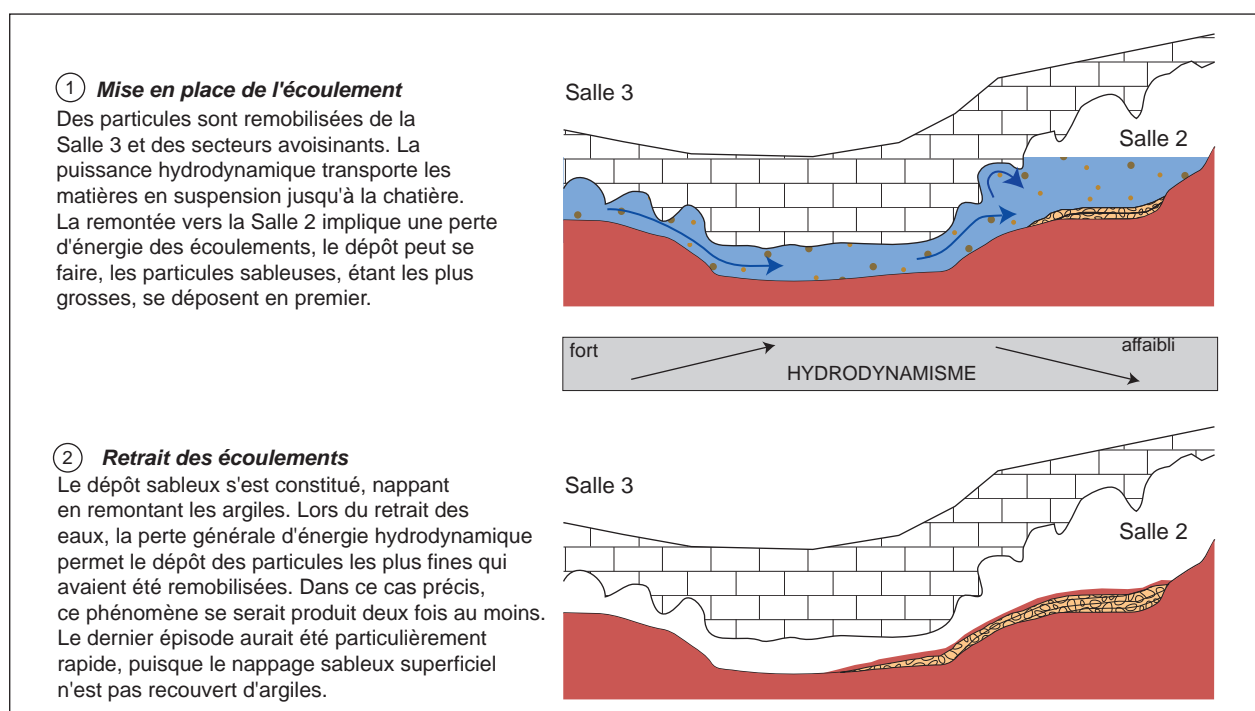 1 Mise en place de l'écoulement
Des particules sont remobilisées de la
Salle 3 et des secteurs avoisinants. La
puissance hydrodynamique transporte les
matières en suspension jusqu'à la chatière.
La remontée vers la Salle 2 implique une perte
d'énergie des écoulements, le dépôt peut se
faire, les particules sableuses, étant les plus
grosses, se déposent en premier.
Salle 3
Salle 2
fort
affaibli
HYDRODYNAMISME
2 Retrait des écoulements
Le dépôt sableux s'est constitué, nappant
en remontant les argiles. Lors du retrait des
eaux, la perte générale d'énergie hydrodynamique
permet le dépôt des particules les plus fines qui
avaient été remobilisées. Dans ce cas précis,
ce phénomène se serait produit deux fois au moins.
Le dernier épisode aurait été particulièrement
rapide, puisque le nappage sableux superficiel
n'est pas recouvert d'argiles.
Salle 3
Salle 2